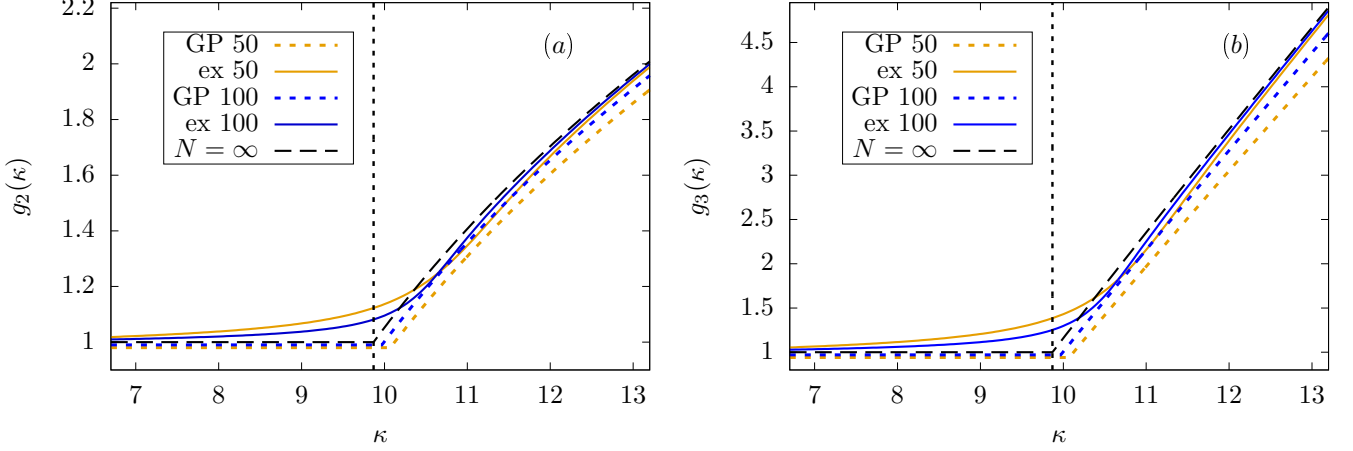 2.2
2
1.8
1.6
1.4
1.2
1
g2(κ)
GP 50
ex 50
GP 100
ex 100
N = ∞
(a)
7 8 9 10 11 12 13
κ
4.5
4
3.5
3
2.5
2
1.5
1
g3(κ)
GP 50
ex 50
GP 100
ex 100
N = ∞
(b)
7 8 9 10 11 12 13
κ